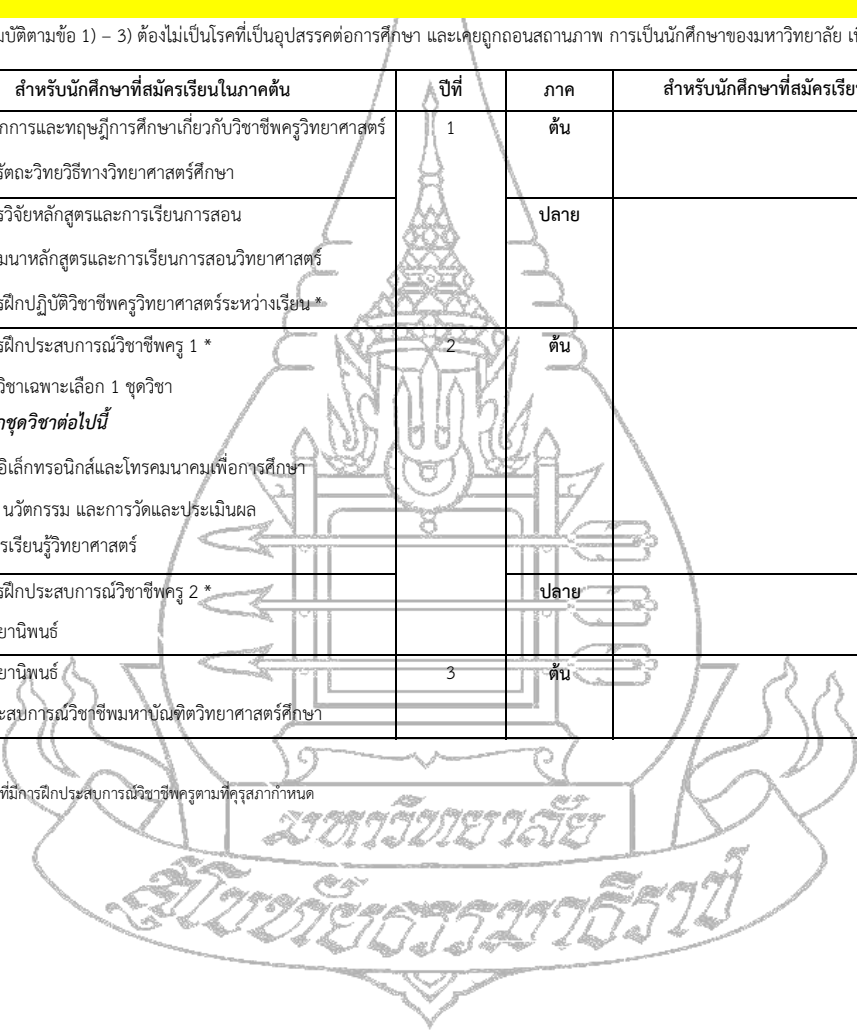 มบัติตามข้อ 1) – 3) ต้องไม่เป็นโรคที่เป็นอุปสรรคต่อการศึกษา และเคยถูกถอนสถานภาพ การเป็นนักศึกษาของมหาวิทยาลัย
สำหรับนักศึกษาที่สมัครเรียนในภาคต้น ปีที่ ภาค สำหรับนักศึกษาที่สมัครเรีย
กการและทฤษฎีการศึกษาเกี่ยวกับวิชาชีพครูวิทยาศาสตร์ 1 ต้น
รัตถะวิทยวิธีทางวิทยาศาสตร์ศึกษา
รวิจัยหลักสูตรและการเรียนการสอน ปลาย
มมนาหลักสูตรและการเรียนการสอนวิทยาศาสตร์
รฝึกปฏิบัติวิชาชีพครูวิทยาศาสตร์ระหว่างเรียน *
รฝึกประสบการณ์วิชาชีพครู 1 * 2 ต้น
วิชาเฉพาะเลือก 1 ชุดวิชา
ชุดวิชาต่อไปนี้
อิเล็กทรอนิกส์และโทรคมนาคมเพื่อการศึกษา
นวัตกรรม และการวัดและประเมินผล
รเรียนรู้วิทยาศาสตร์
รฝึกประสบการณ์วิชาชีพครู 2 * ปลาย
ยานิพนธ์
ยานิพนธ์ 3 ต้น
ะสบการณ์วิชาชีพมหาบัณฑิตวิทยาศาสตร์ศึกษา
ที่มีการฝึกประสบการณ์วิชาชีพครูตามที่คุรุสภากำหนด
มหาวิทยาลัย
สุโขทัยธรรมาธิราช